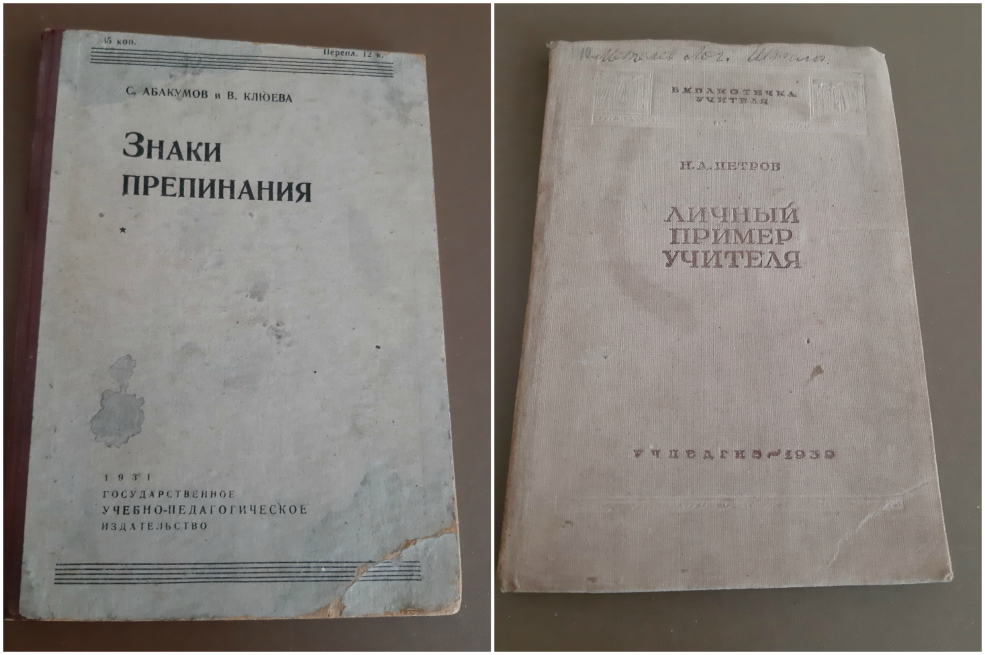 35 коп.
Перепл. 12 к.
С. АБАКУМОВ и В. КЛЮЕВА
ЗНАКИ
ПРЕПИНАНИЯ
1931
ГОСУДАРСТВЕННОЕ
УЧЕБНО-ПЕДАГОГИЧЕСКОЕ
ИЗДАТЕЛЬСТВО
БИБЛИОТЕЧКА
УЧИТЕЛЯ
Н. А. ПЕТРОВ
ЛИЧНЫЙ
ПРИМЕР
УЧИТЕЛЯ
УЧПЕДГИЗ 1939